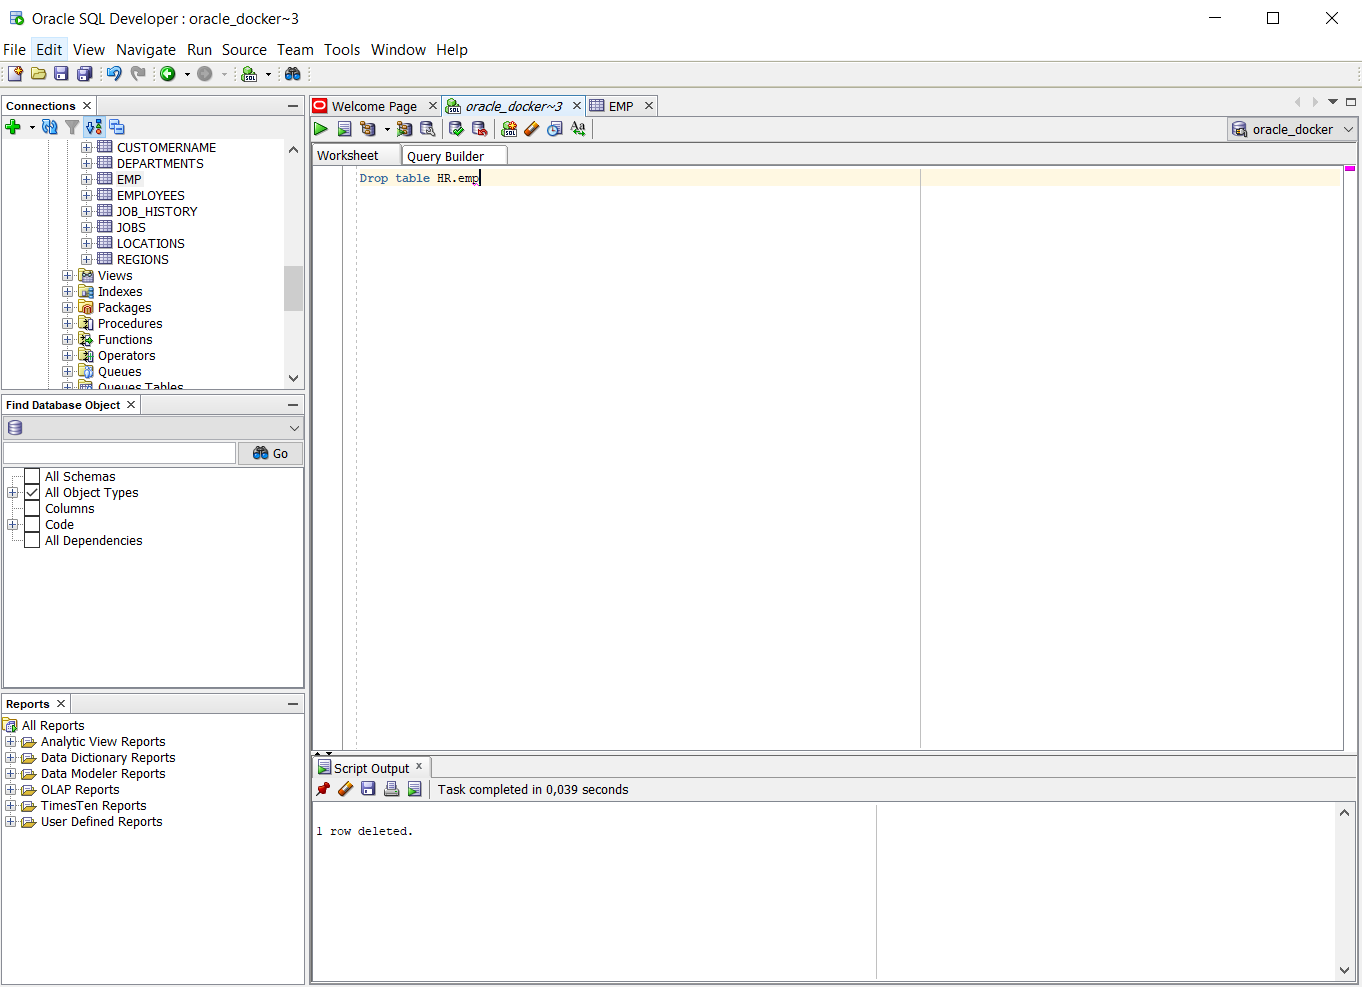 Oracle SQL Developer : oracle_docker~3
File Edit View Navigate Run Source Team Tools Window Help
Connections
CUSTOMERNAME
DEPARTMENTS
EMP
EMPLOYEES
JOB_HISTORY
JOBS
LOCATIONS
REGIONS
Views
Indexes
Packages
Procedures
Functions
Operators
Queues
Queues Tables
Find Database Object
Go
All Schemas
All Object Types
Columns
Code
All Dependencies
Reports
All Reports
Analytic View Reports
Data Dictionary Reports
Data Modeler Reports
OLAP Reports
TimesTen Reports
User Defined Reports
Welcome Page oracle_docker~3 EMP
oracle_docker
Worksheet Query Builder
Drop table HR.emp
Script Output
Task completed in 0,039 seconds
1 row deleted.